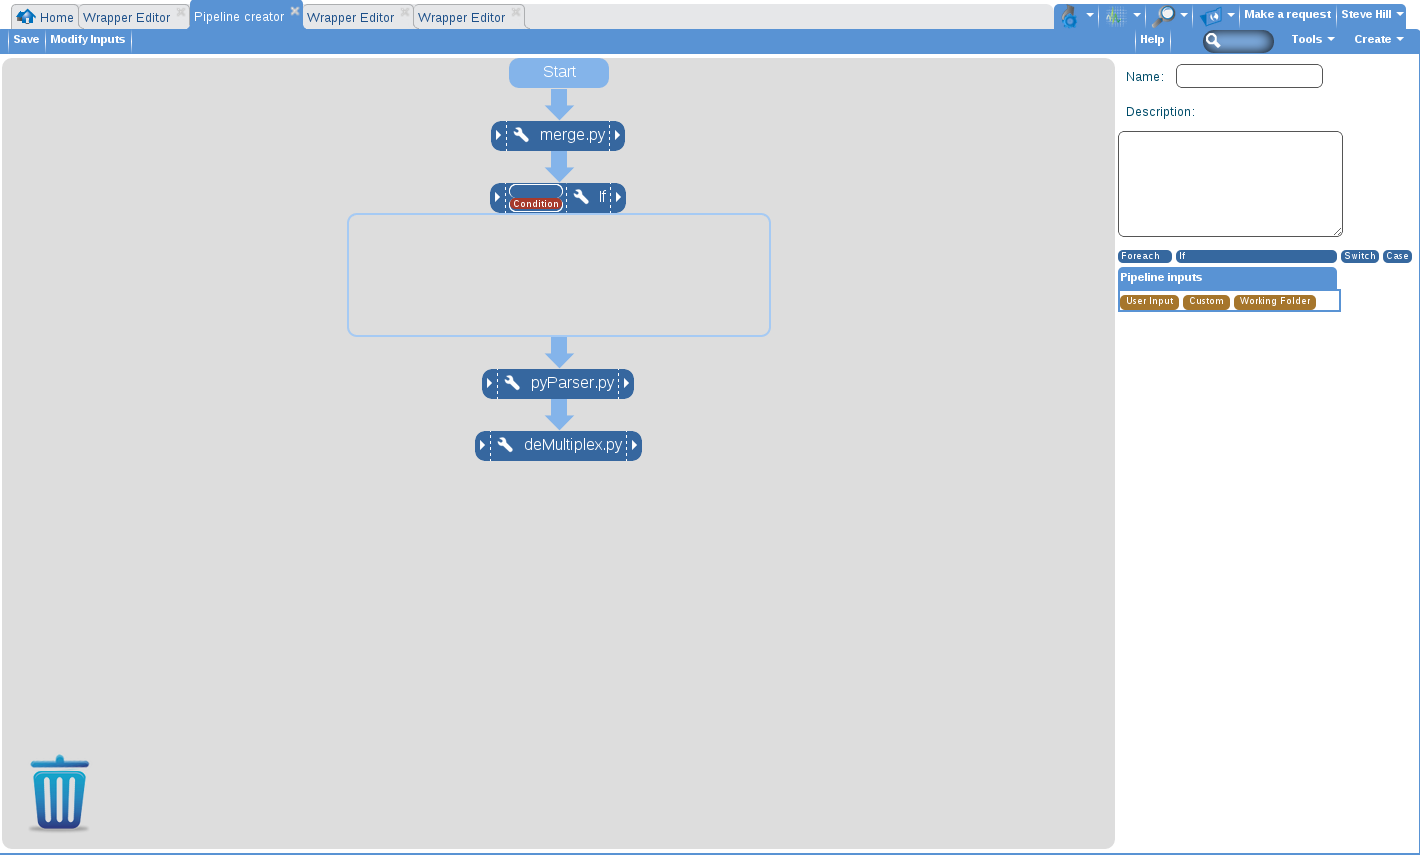 Home Wrapper Editor Pipeline creator Wrapper Editor Wrapper Editor Make a request Steve Hill
Save Modify Inputs Help Tools Create
Start
merge.py
Condition If
pyParser.py
deMultiplex.py
Name:
Description:
Foreach If Switch Case
Pipeline inputs
User Input Custom Working Folder